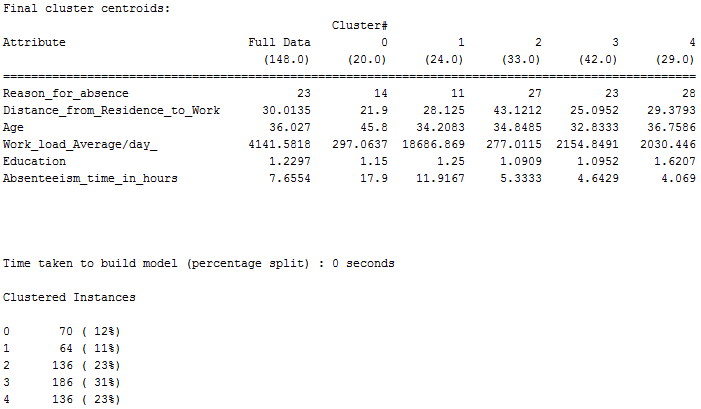 Final cluster centroids:
Cluster#
Attribute Full Data 0 1 2 3 4
(148.0) (20.0) (24.0) (33.0) (42.0) (29.0)
================================================================================================
Reason_for_absence 23 14 11 27 23 28
Distance_from_Residence_to_Work 30.0135 21.9 28.125 43.1212 25.0952 29.3793
Age 36.027 45.8 34.2083 34.8485 32.8333 36.7586
Work_load_Average/day_ 4141.5818 297.0637 18686.869 277.0115 2154.8491 2030.446
Education 1.2297 1.15 1.25 1.0909 1.0952 1.6207
Absenteeism_time_in_hours 7.6554 17.9 11.9167 5.3333 4.6429 4.069
Time taken to build model (percentage split) : 0 seconds
Clustered Instances
0 70 ( 12%)
1 64 ( 11%)
2 136 ( 23%)
3 186 ( 31%)
4 136 ( 23%)